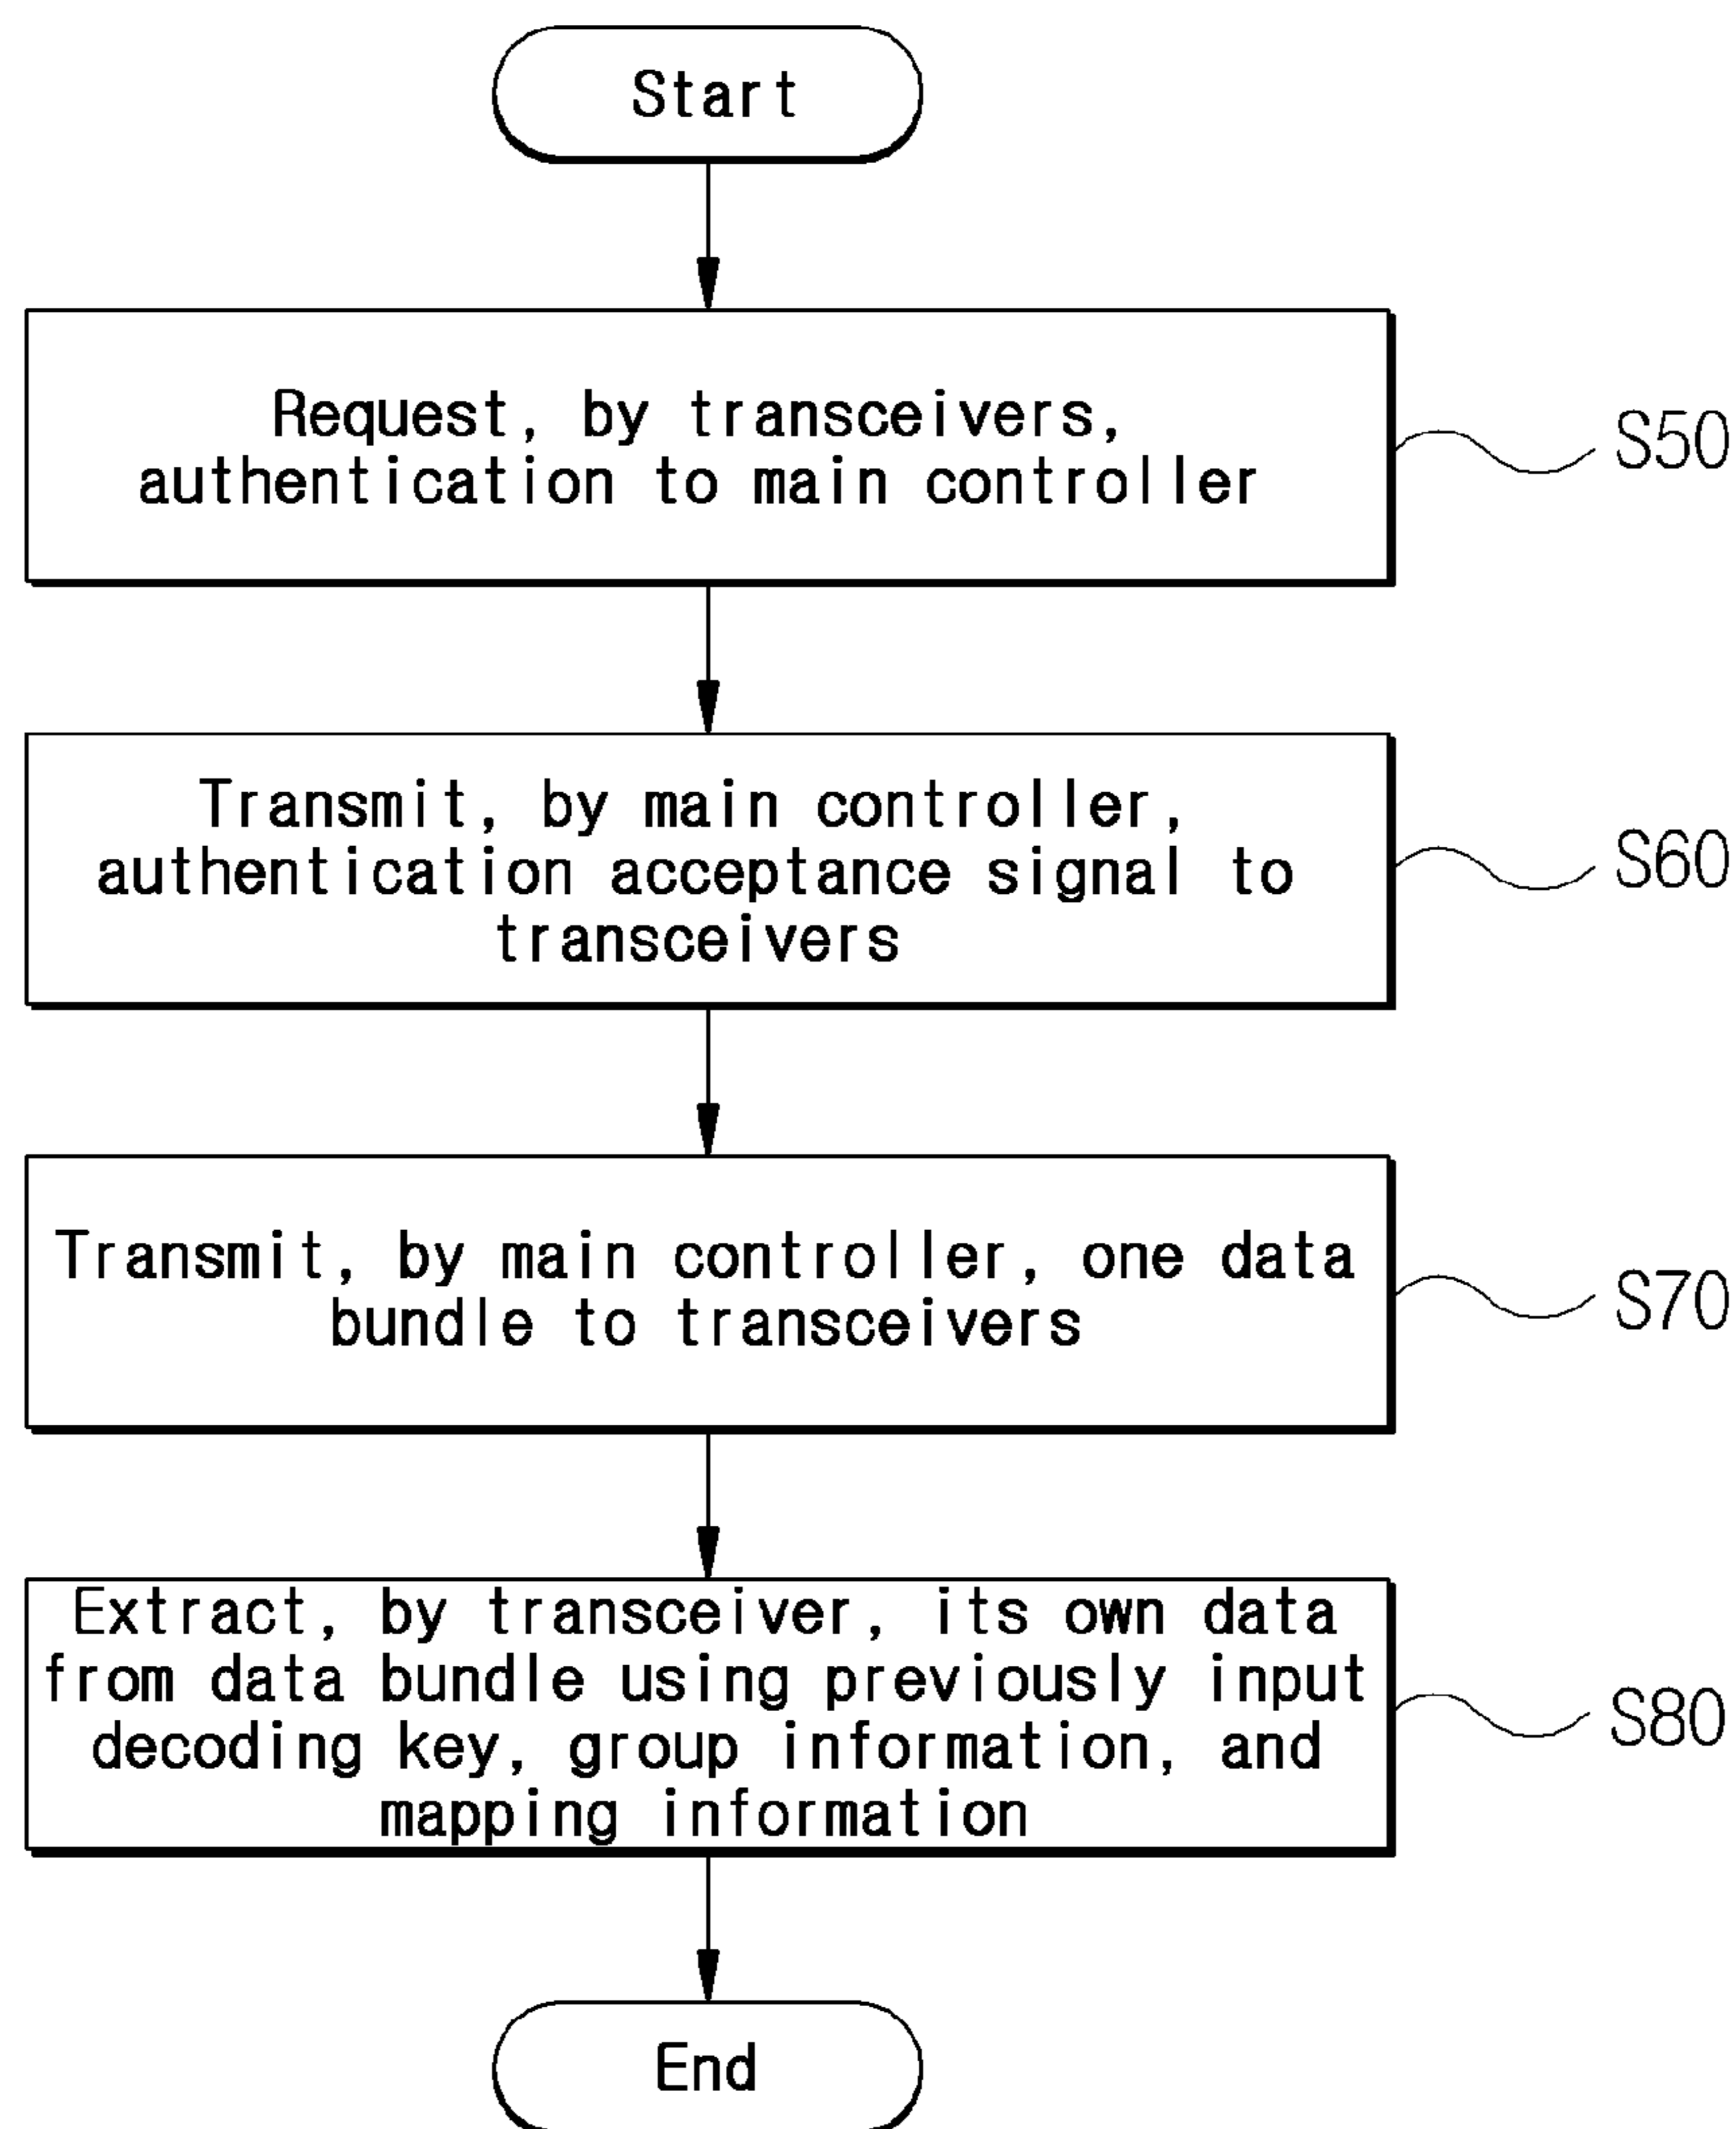 Start
Request, by transceivers,
authentication to main controller
S50
Transmit, by main controller,
authentication acceptance signal to
transceivers
S60
Transmit, by main controller, one data
bundle to transceivers
S70
Extract, by transceiver, its own data
from data bundle using previously input
decoding key, group information, and
mapping information
S80
End